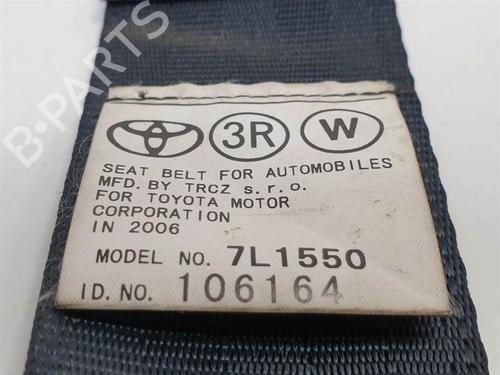 3R W
SEAT BELT FOR AUTOMOBILES
MFD. BY TRCZ s.r.o.
FOR TOYOTA MOTOR
CORPORATION
IN 2006
MODEL NO. 7L1550
I D. NO. 106164
B-PARTS